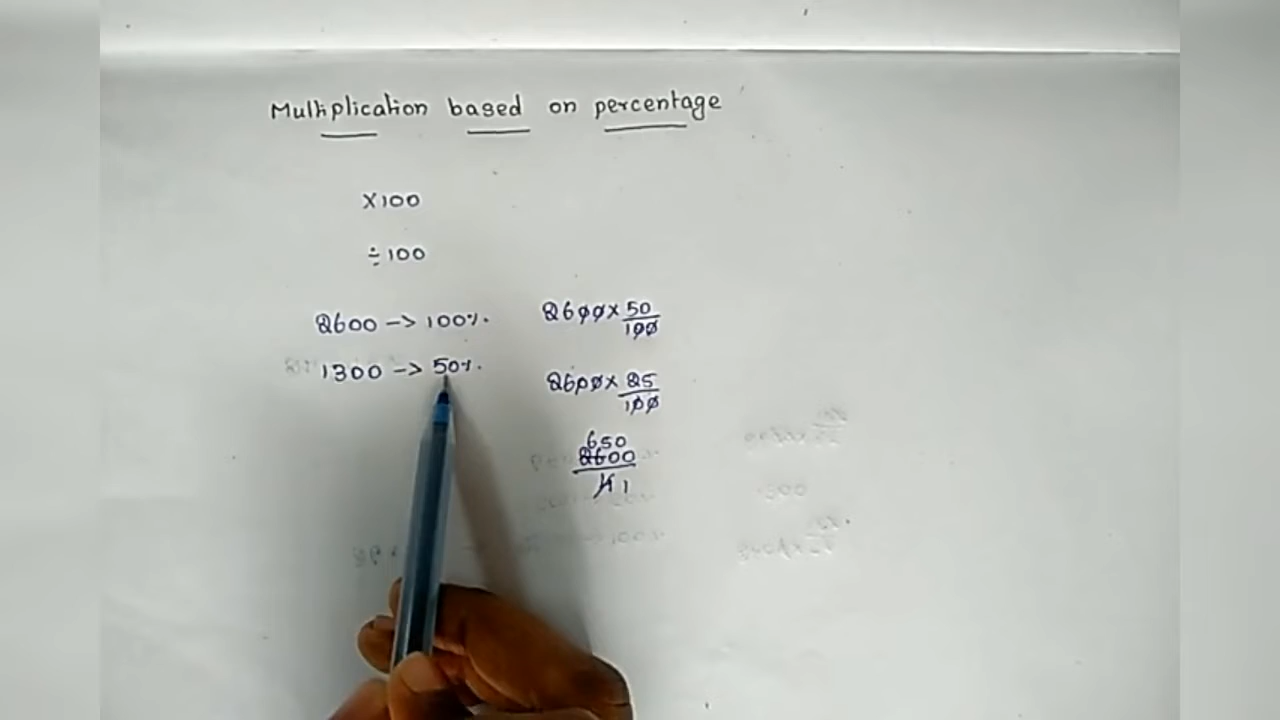 Multiplication based on percentage
×100
÷100
2600 -> 100%.
1300 -> 50%.
2600 × 50/100
2600 × 25/100
650
2600
4 1